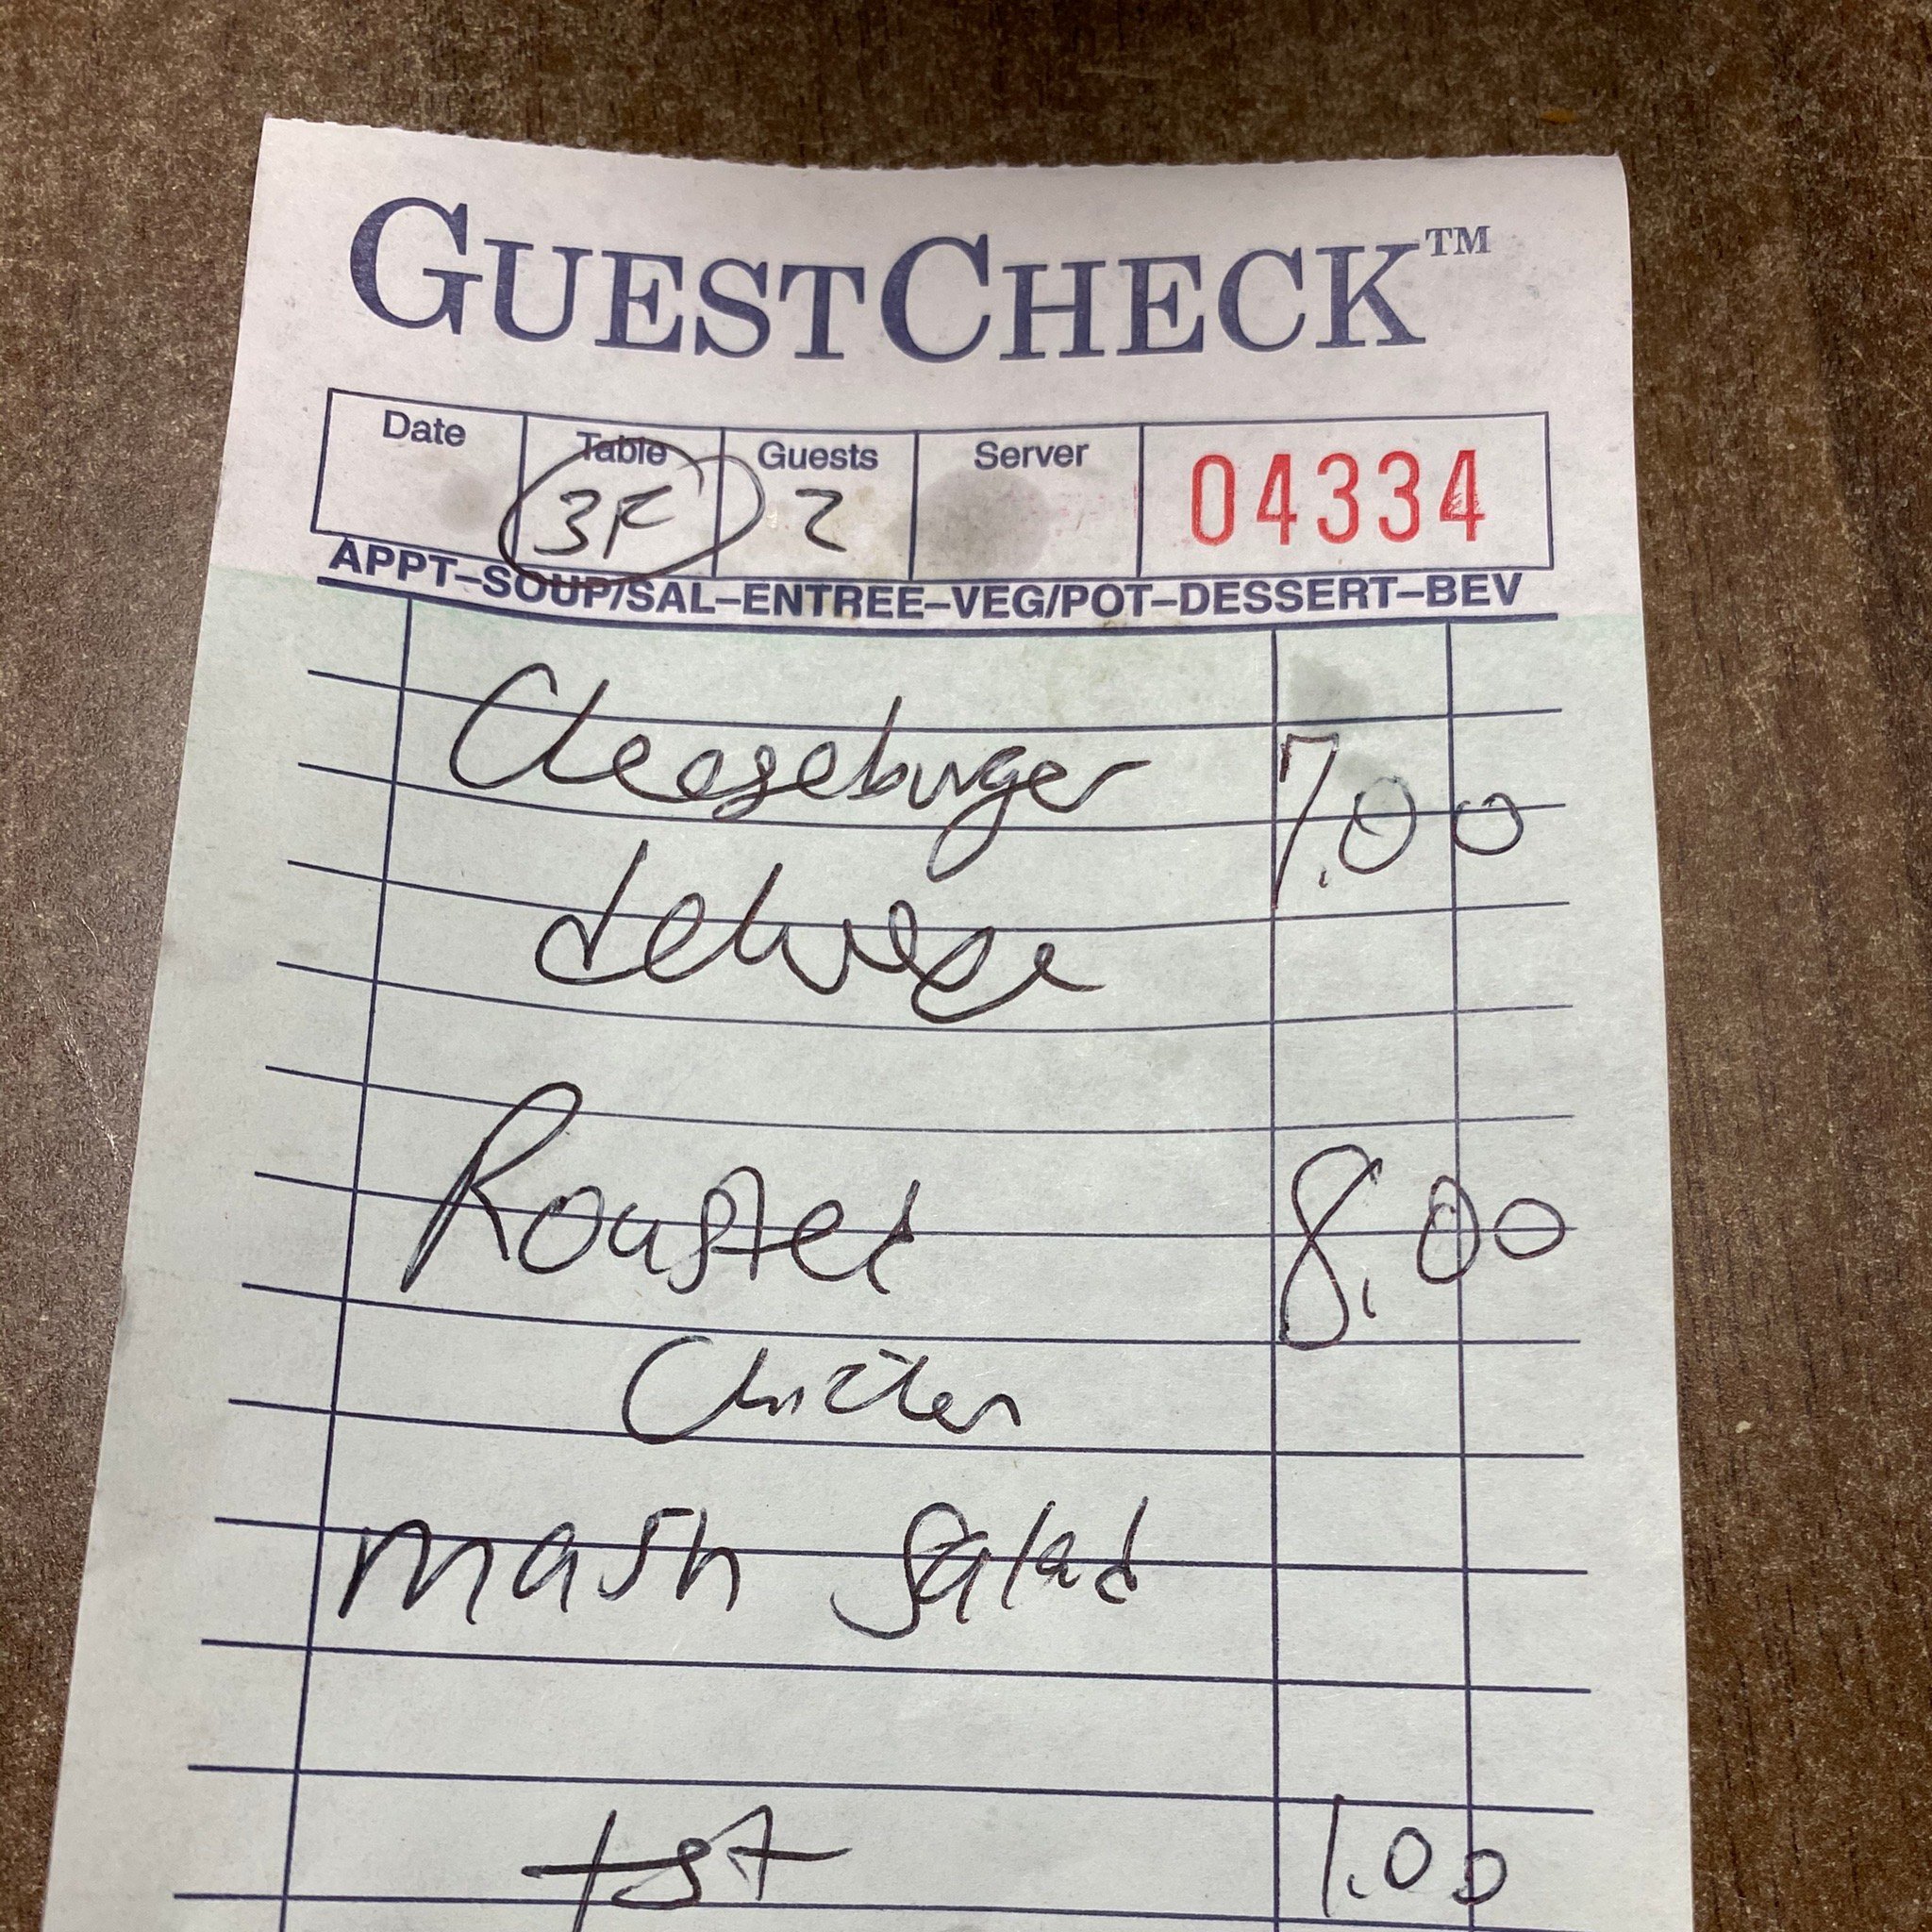 GUESTCHECK™
Date Table Guests Server 04334
3F 2
APPT–SOUP/SAL–ENTREE–VEG/POT–DESSERT–BEV
Cheeseburger 7.00
deluxe
Roasted 8.00
Chicken
mash Salad
tst 1.00